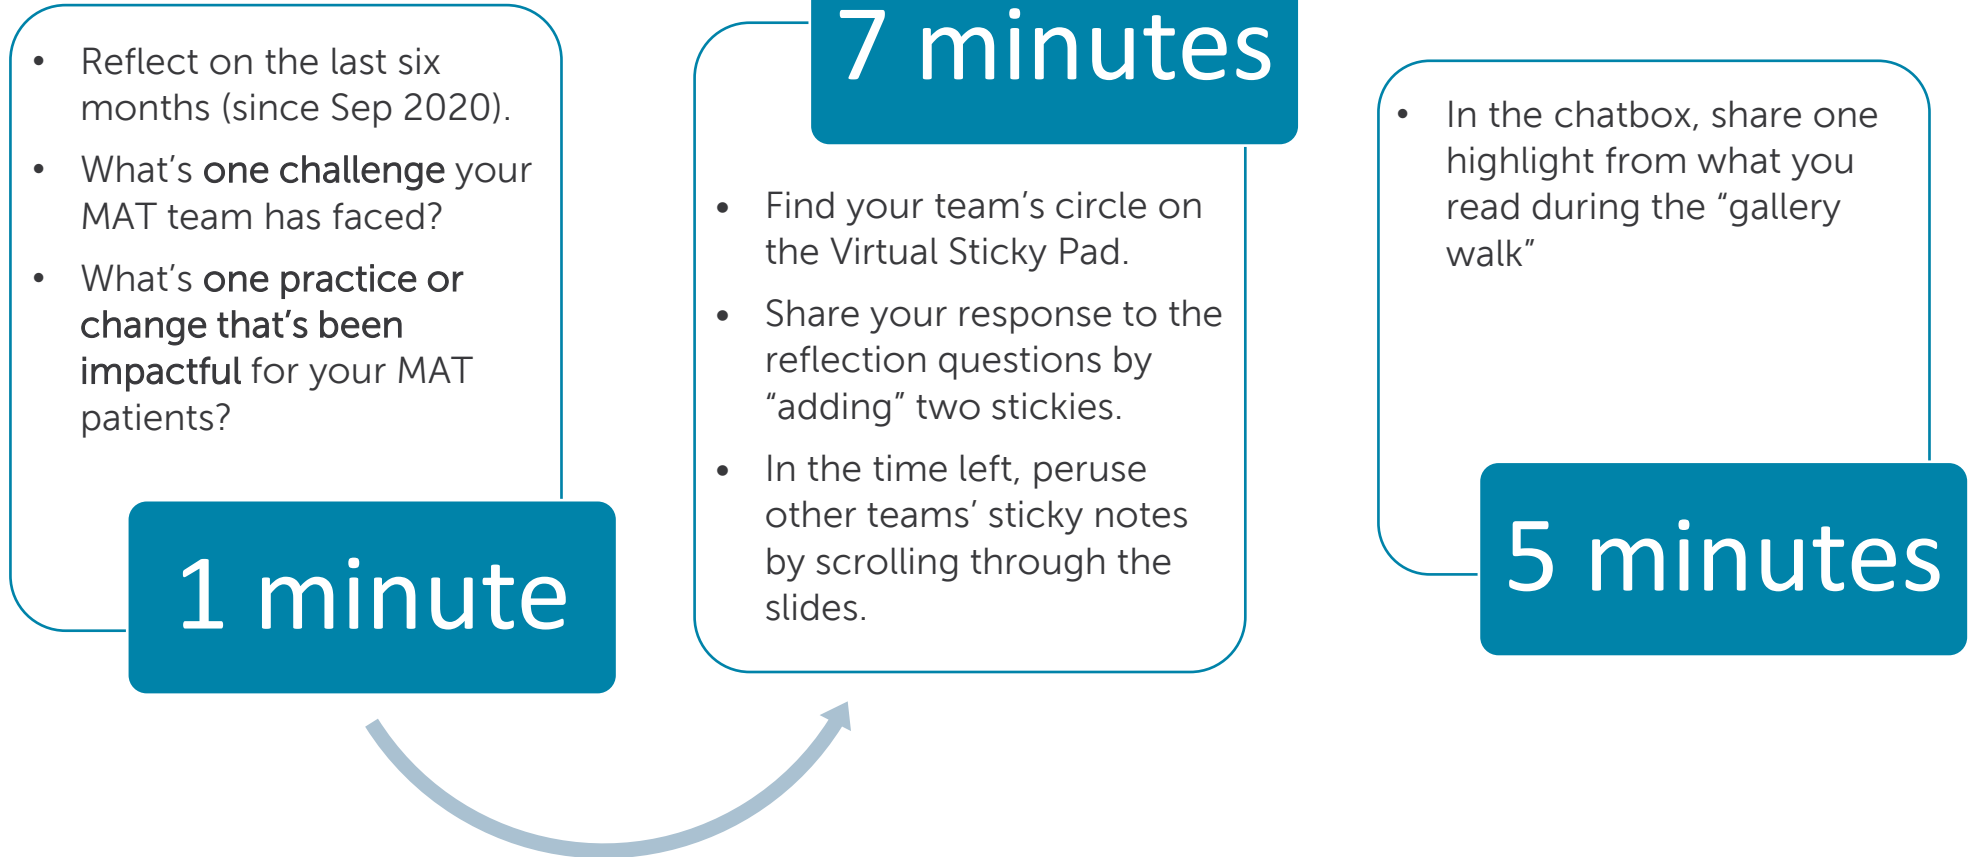 • Reflect on the last six
months (since Sep 2020).
• What’s one challenge your
MAT team has faced?
• What’s one practice or
change that’s been
impactful for your MAT
patients?
1 minute
7 minutes
• Find your team’s circle on
the Virtual Sticky Pad.
• Share your response to the
reflection questions by
“adding” two stickies.
• In the time left, peruse
other teams’ sticky notes
by scrolling through the
slides.
• In the chatbox, share one
highlight from what you
read during the “gallery
walk”
5 minutes